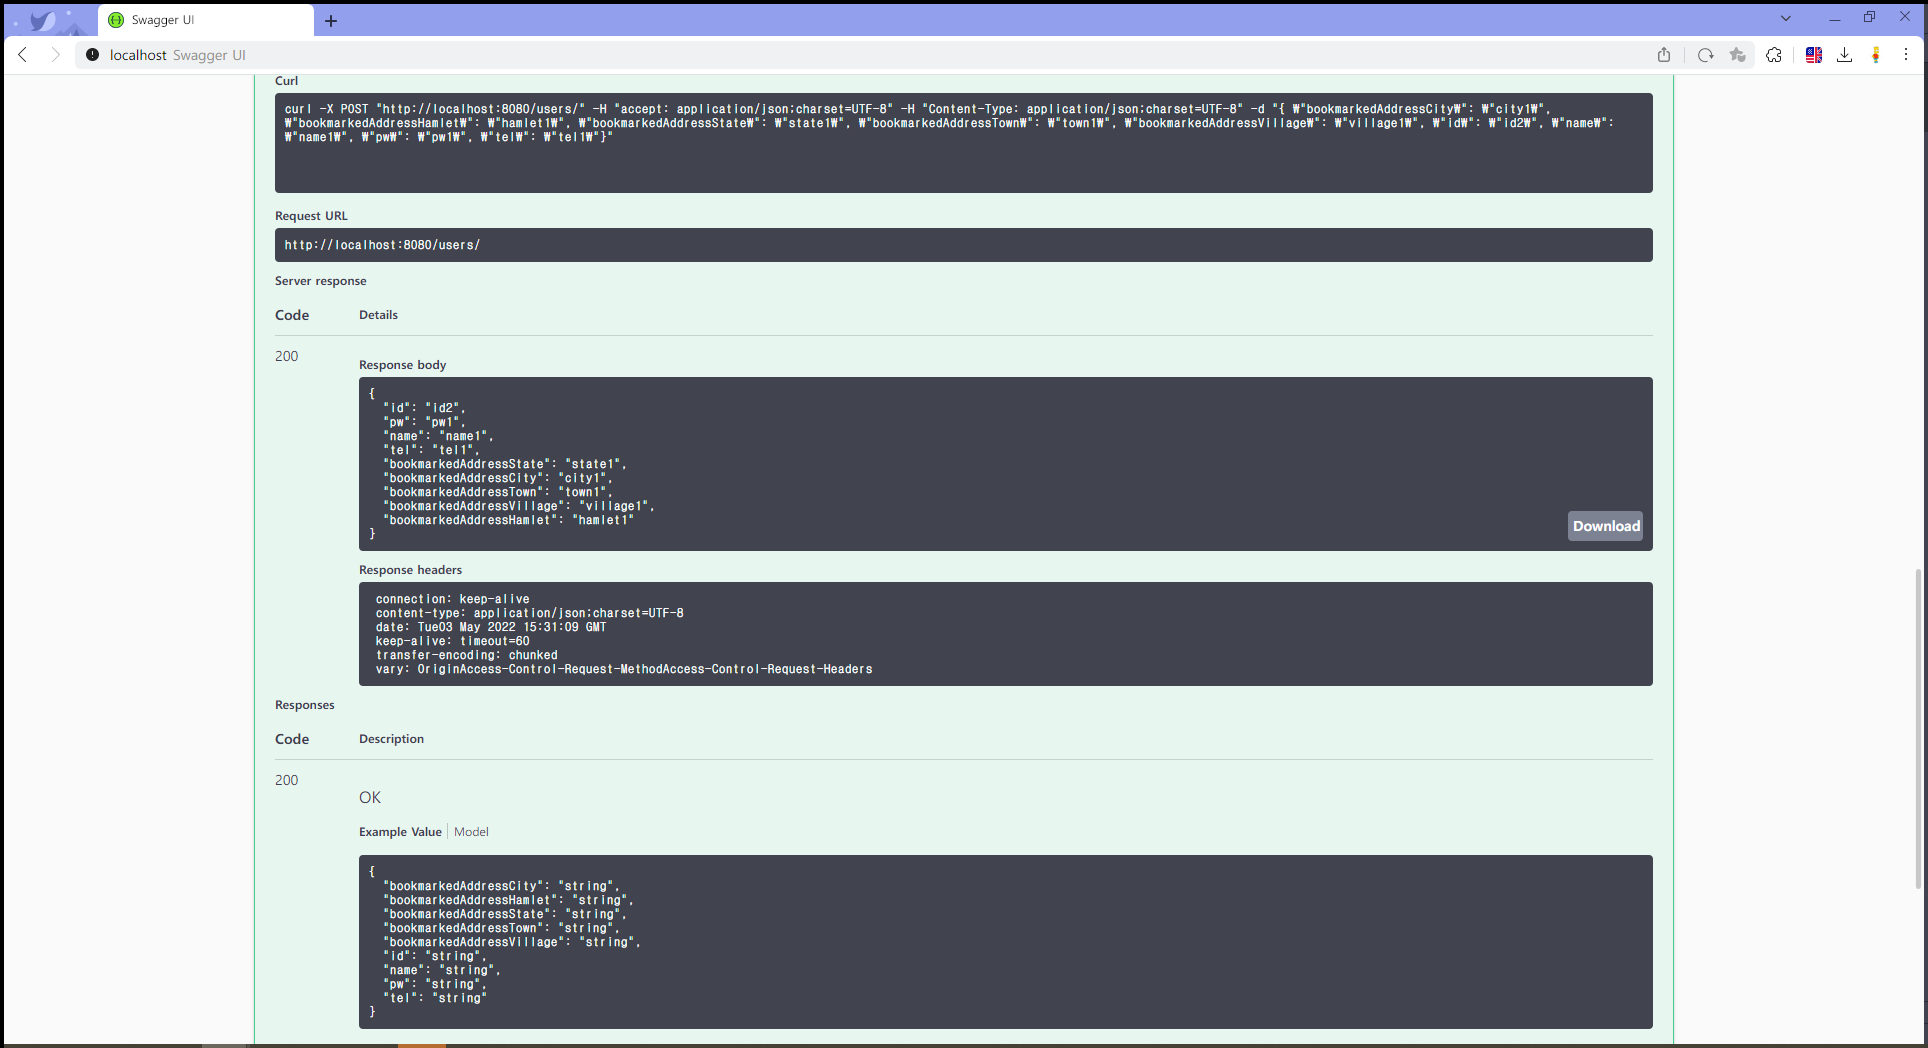 Swagger UI
localhost Swagger UI
Curl
curl -X POST "http://localhost:8080/users/" -H "accept: application/json;charset=UTF-8" -H "Content-Type: application/json;charset=UTF-8" -d "{ ₩"bookmarkedAddressCity₩": ₩"city1₩",
₩"bookmarkedAddressHamlet₩": ₩"hamlet1₩", ₩"bookmarkedAddressState₩": ₩"state1₩", ₩"bookmarkedAddressTown₩": ₩"town1₩", ₩"bookmarkedAddressVillage₩": ₩"village1₩", ₩"id₩": ₩"id2₩", ₩"name₩":
₩"name1₩", ₩"pw₩": ₩"pw1₩", ₩"tel₩": ₩"tel1₩"}"
Request URL
http://localhost:8080/users/
Server response
Code Details
200
Response body
{
"id": "id2",
"pw": "pw1",
"name": "name1",
"tel": "tel1",
"bookmarkedAddressState": "state1",
"bookmarkedAddressCity": "city1",
"bookmarkedAddressTown": "town1",
"bookmarkedAddressVillage": "village1",
"bookmarkedAddressHamlet": "hamlet1"
}
Download
Response headers
connection: keep-alive
content-type: application/json;charset=UTF-8
date: Tue03 May 2022 15:31:09 GMT
keep-alive: timeout=60
transfer-encoding: chunked
vary: OriginAccess-Control-Request-MethodAccess-Control-Request-Headers
Responses
Code Description
200
OK
Example Value Model
{
"bookmarkedAddressCity": "string",
"bookmarkedAddressHamlet": "string",
"bookmarkedAddressState": "string",
"bookmarkedAddressTown": "string",
"bookmarkedAddressVillage": "string",
"id": "string",
"name": "string",
"pw": "string",
"tel": "string"
}